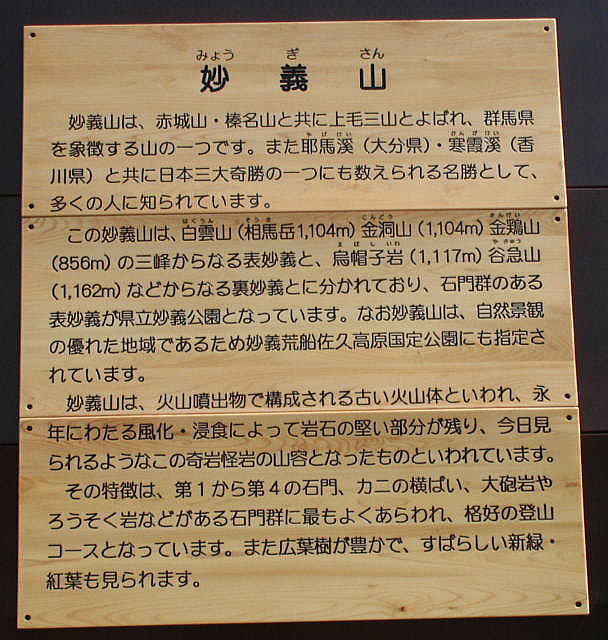 みょう ぎ さん
妙義山
妙義山は、赤城山・榛名山と共に上毛三山とよばれ、群馬県
を象徴する山の一つです。また耶馬溪（大分県）・寒霞溪（香
川県）と共に日本三大奇勝の一つにも数えられる名勝として、
多くの人に知られています。
この妙義山は、白雲山（相馬岳1,104m）金洞山（1,104m）金鶏山
（856m）の三峰からなる表妙義と、烏帽子岩（1,117m）谷急山
（1,162m）などからなる裏妙義とに分かれており、石門群のある
表妙義が県立妙義公園となっています。なお妙義山は、自然景観
の優れた地域であるため妙義荒船佐久高原国定公園にも指定さ
れています。
妙義山は、火山噴出物で構成される古い火山体といわれ、永
年にわたる風化・浸食によって岩石の堅い部分が残り、今日見
られるようなこの奇岩怪岩の山容となったものといわれています。
その特徴は、第1から第4の石門、カニの横ばい、大砲岩や
ろうそく岩などがある石門群に最もよくあらわれ、格好の登山
コースとなっています。また広葉樹が豊かで、すばらしい新緑・
紅葉も見られます。